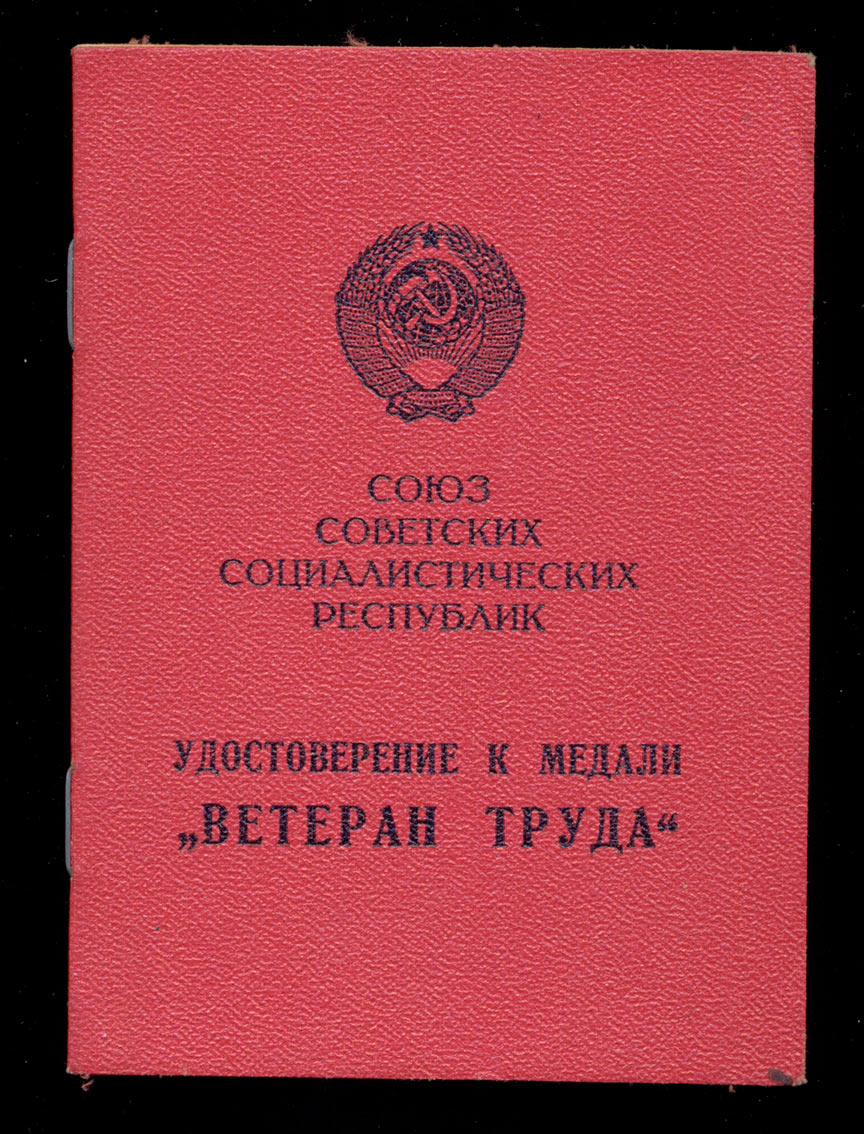 СОЮЗ
СОВЕТСКИХ
СОЦИАЛИСТИЧЕСКИХ
РЕСПУБЛИК
УДОСТОВЕРЕНИЕ К МЕДАЛИ
„ВЕТЕРАН ТРУДА“